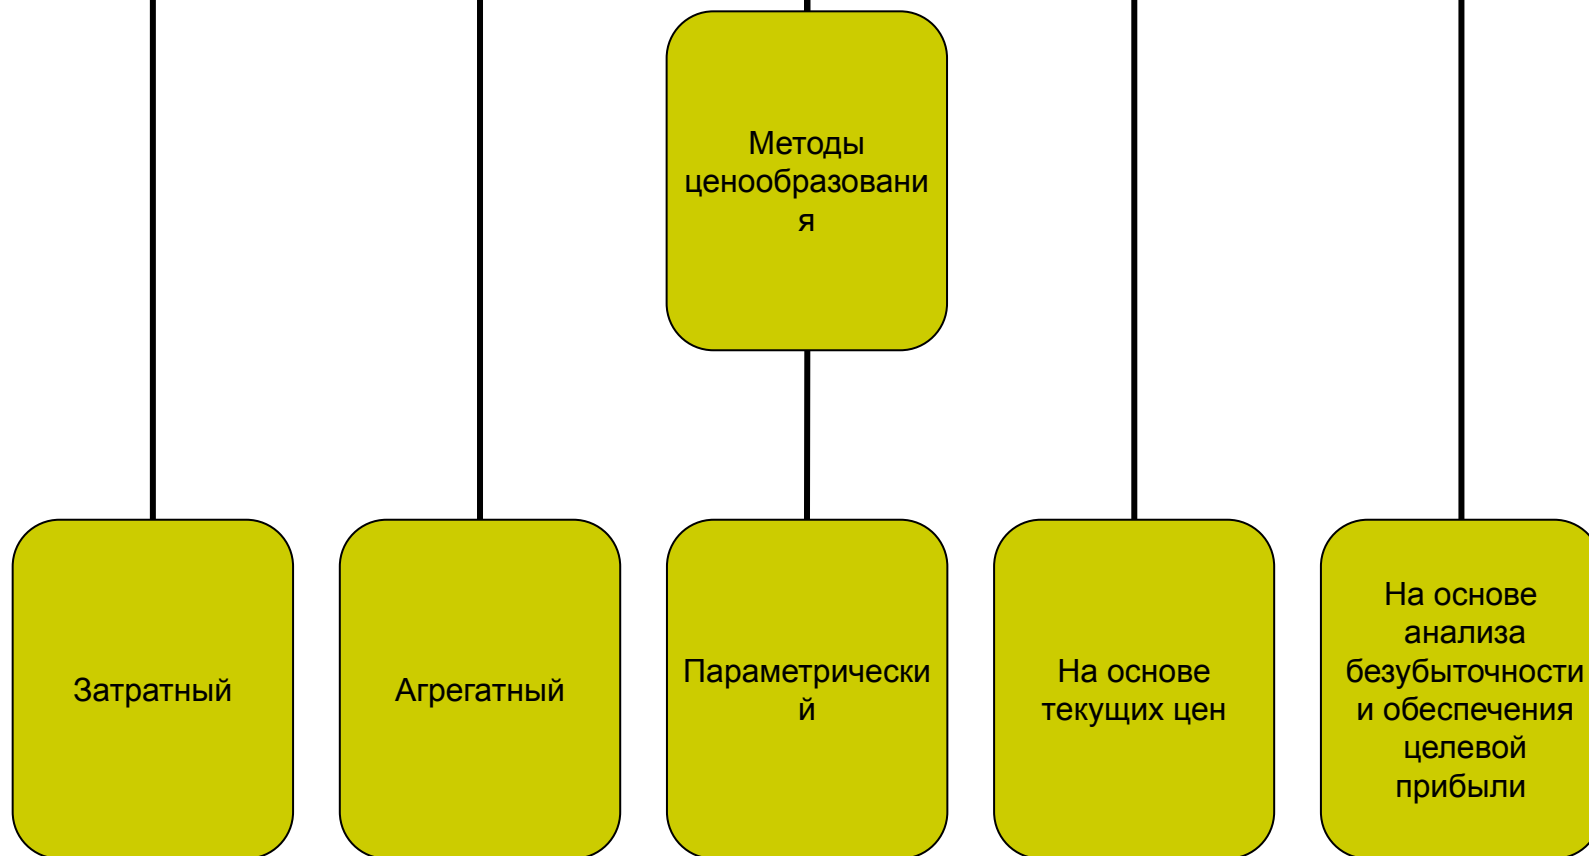 Методы
ценообразовани
я
Затратный
Агрегатный
Параметрически
й
На основе
текущих цен
На основе
анализа
безубыточности
и обеспечения
целевой
прибыли